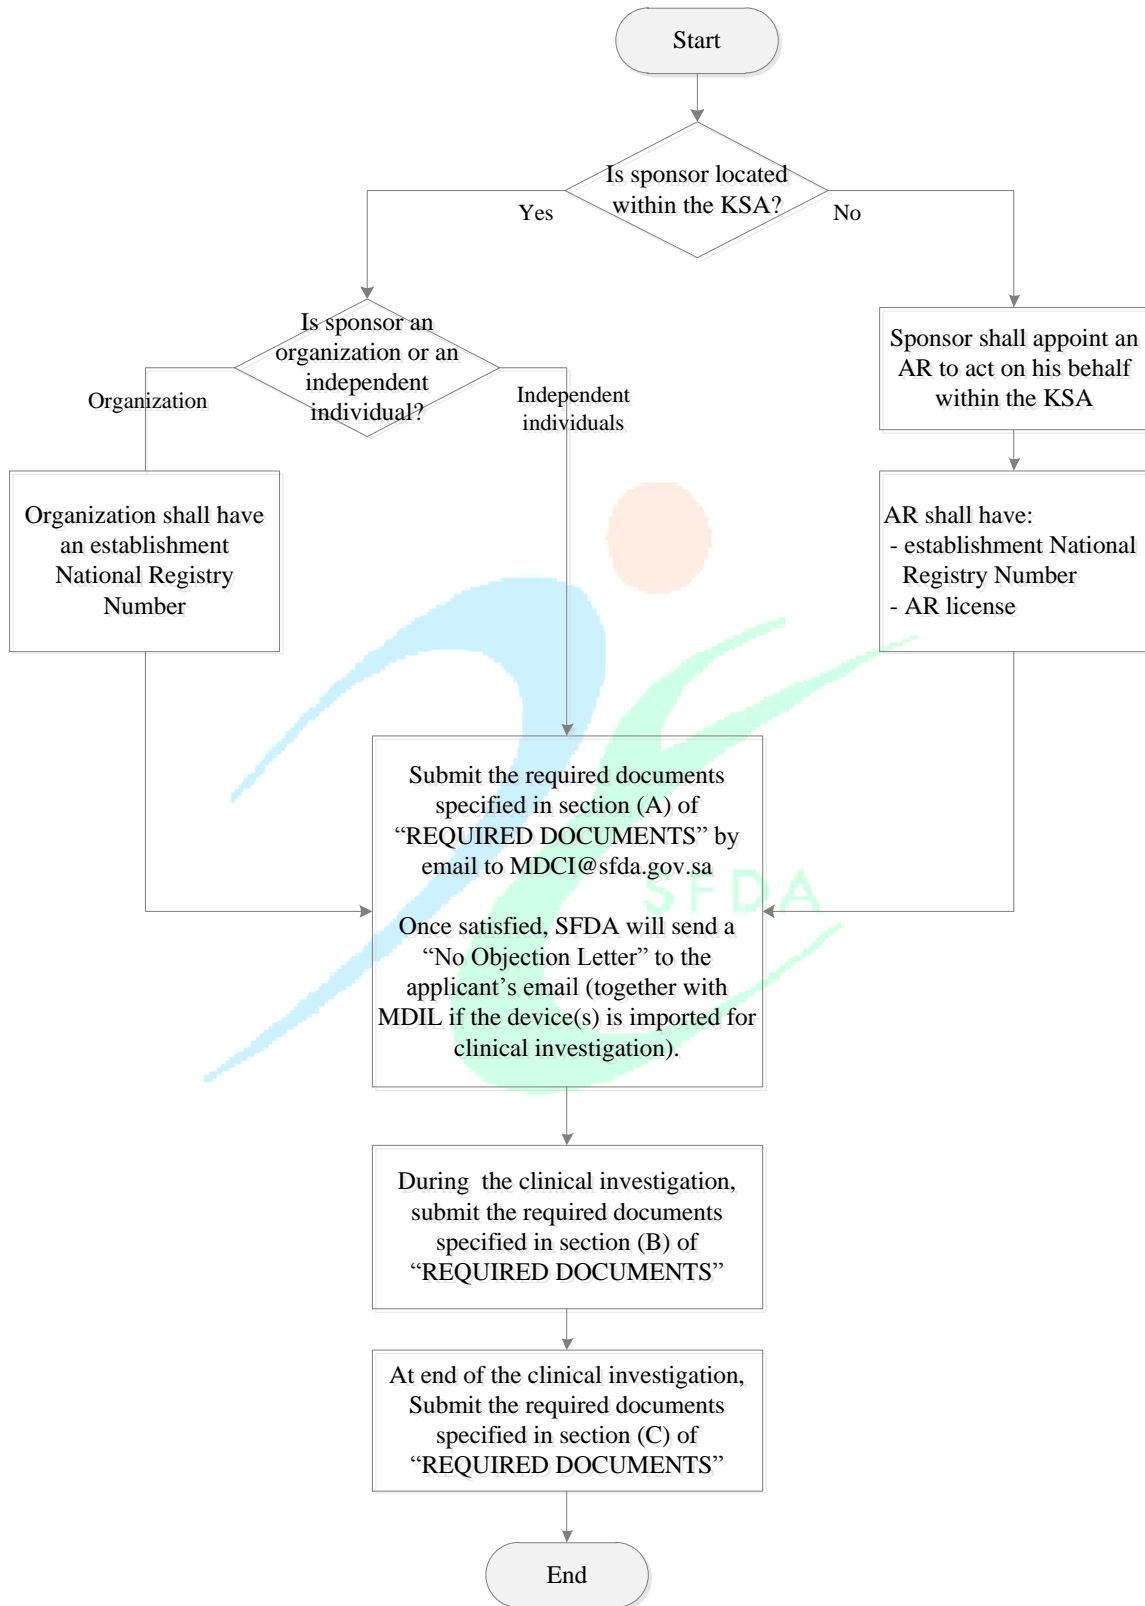 Start
Is sponsor located
within the KSA?
Yes
No
Is sponsor an
organization or an
independent
individual?
Organization
Independent
individuals
Sponsor shall appoint an
AR to act on his behalf
within the KSA
Organization shall have
an establishment
National Registry
Number
AR shall have:
- establishment National
Registry Number
- AR license
Submit the required documents
specified in section (A) of
“REQUIRED DOCUMENTS” by
email to MDCI@sfda.gov.sa
SFDA
Once satisfied, SFDA will send a
“No Objection Letter” to the
applicant’s email (together with
MDIL if the device(s) is imported for
clinical investigation).
During  the clinical investigation,
submit the required documents
specified in section (B) of
“REQUIRED DOCUMENTS”
At end of the clinical investigation,
Submit the required documents
specified in section (C) of
“REQUIRED DOCUMENTS”
End